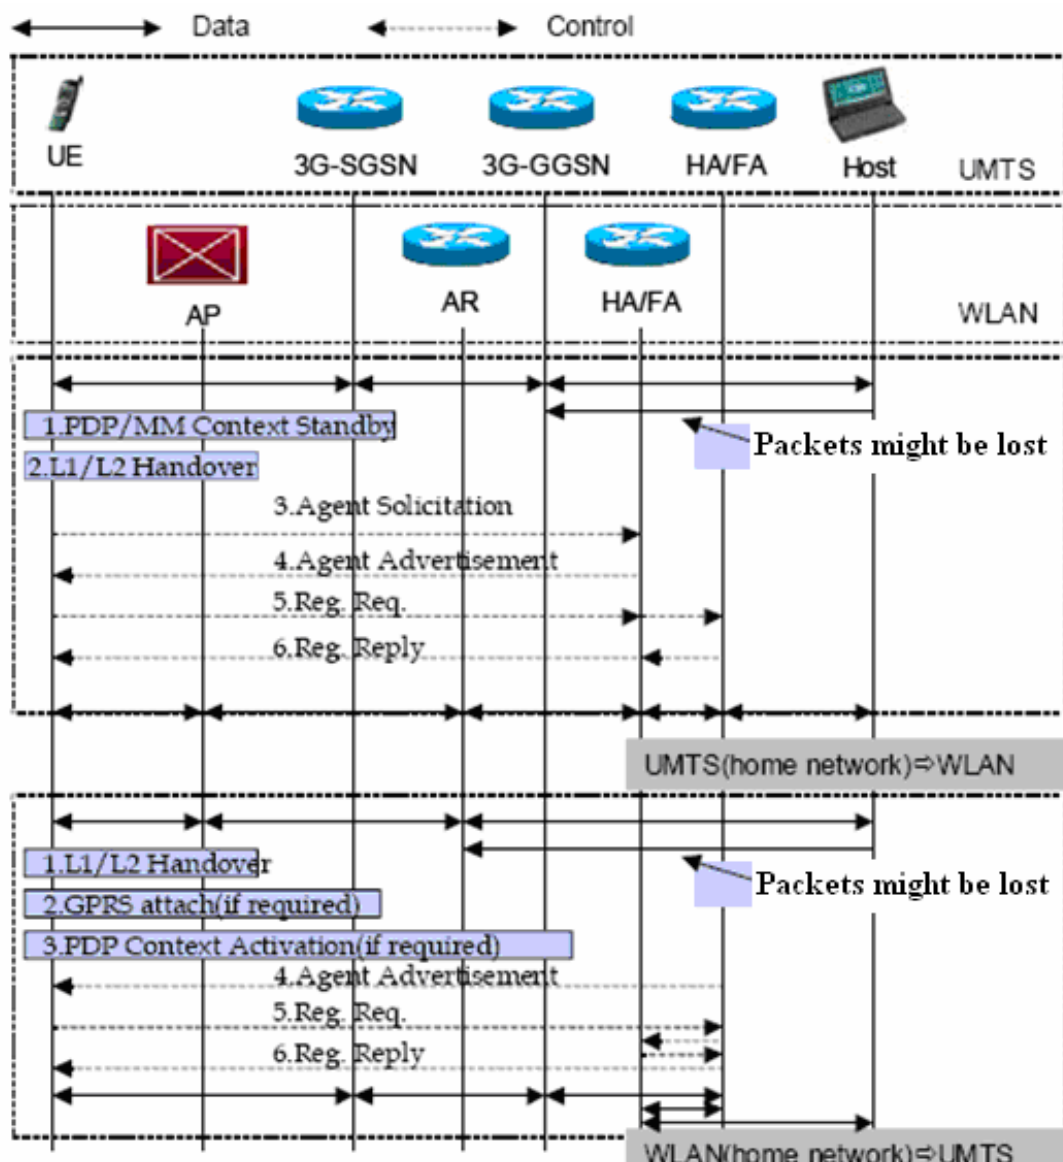 Data Control
UE 3G-SGSN 3G-GGSN HA/FA Host UMTS
AP AR HA/FA WLAN
1.PDP/MM Context Standby
Packets might be lost
2.L1/L2 Handover
3.Agent Solicitation
4.Agent Advertisement
5.Reg. Req.
6.Reg. Reply
UMTS(home network)⇨WLAN
1.L1/L2 Handover
Packets might be lost
2.GPRS attach(if required)
3.PDP Context Activation(if required)
4.Agent Advertisement
5.Reg. Req.
6.Reg. Reply
WLAN(home network)⇨UMTS